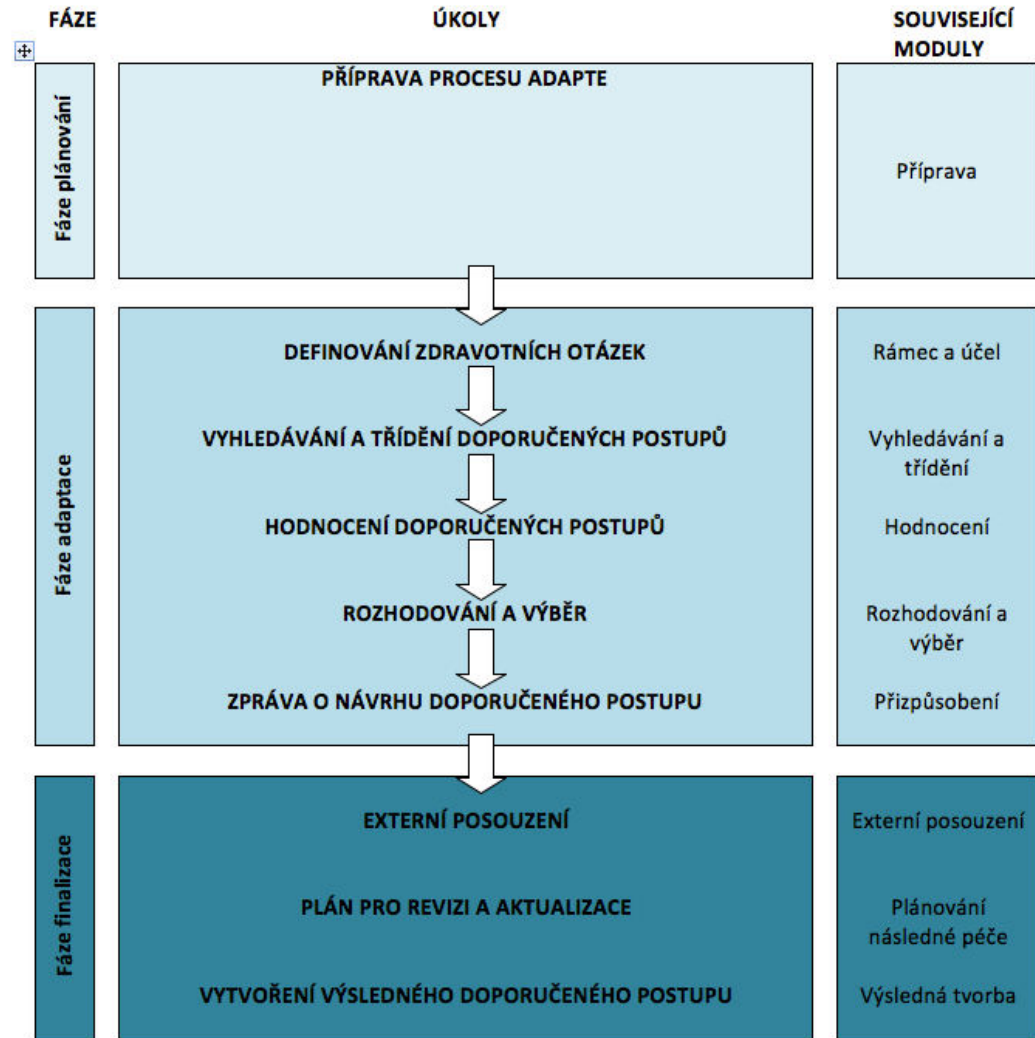 FÁZE
ÚKOLY
SOUVISEJÍCÍ
MODULY
Fáze plánování
PŘÍPRAVA PROCESU ADAPTE
Příprava
Fáze adaptace
DEFINOVÁNÍ ZDRAVOTNÍCH OTÁZEK
Rámec a účel
VYHLEDÁVÁNÍ A TŘÍDĚNÍ DOPORUČENÝCH POSTUPŮ
Vyhledávání a
třídění
HODNOCENÍ DOPORUČENÝCH POSTUPŮ
Hodnocení
ROZHODOVÁNÍ A VÝBĚR
Rozhodování a
výběr
ZPRÁVA O NÁVRHU DOPORUČENÉHO POSTUPU
Přizpůsobení
Fáze finalizace
EXTERNÍ POSOUZENÍ
Externí posouzení
PLÁN PRO REVIZI A AKTUALIZACE
Plánování
následné péče
VYTVOŘENÍ VÝSLEDNÉHO DOPORUČENÉHO POSTUPU
Výsledná tvorba